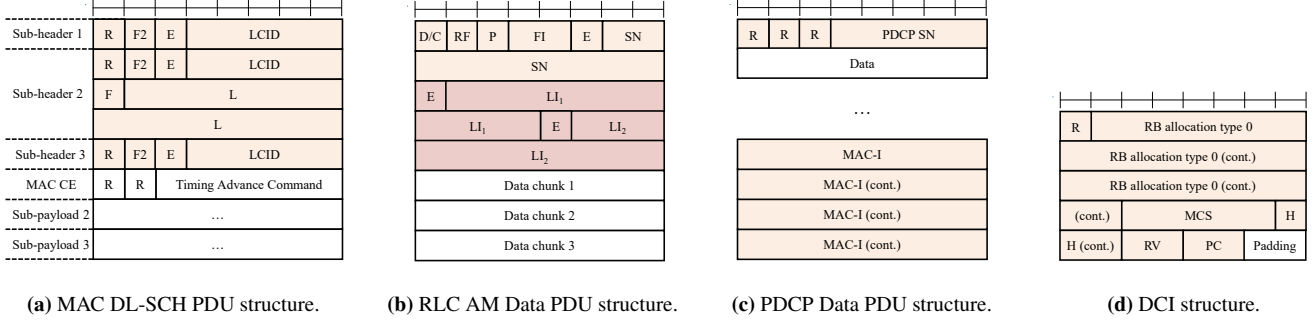 Sub-header 1 R F2 E LCID
R F2 E LCID
Sub-header 2 F L
L
Sub-header 3 R F2 E LCID
MAC CE R R Timing Advance Command
Sub-payload 2 ...
Sub-payload 3 ...
(a) MAC DL-SCH PDU structure.
D/C RF P FI E SN
SN
E LI₁
LI₁ E LI₂
LI₂
Data chunk 1
Data chunk 2
Data chunk 3
(b) RLC AM Data PDU structure.
R R R PDCP SN
Data
...
MAC-I
MAC-I (cont.)
MAC-I (cont.)
MAC-I (cont.)
(c) PDCP Data PDU structure.
R RB allocation type 0
RB allocation type 0 (cont.)
RB allocation type 0 (cont.)
(cont.) MCS H
H (cont.) RV PC Padding
(d) DCI structure.